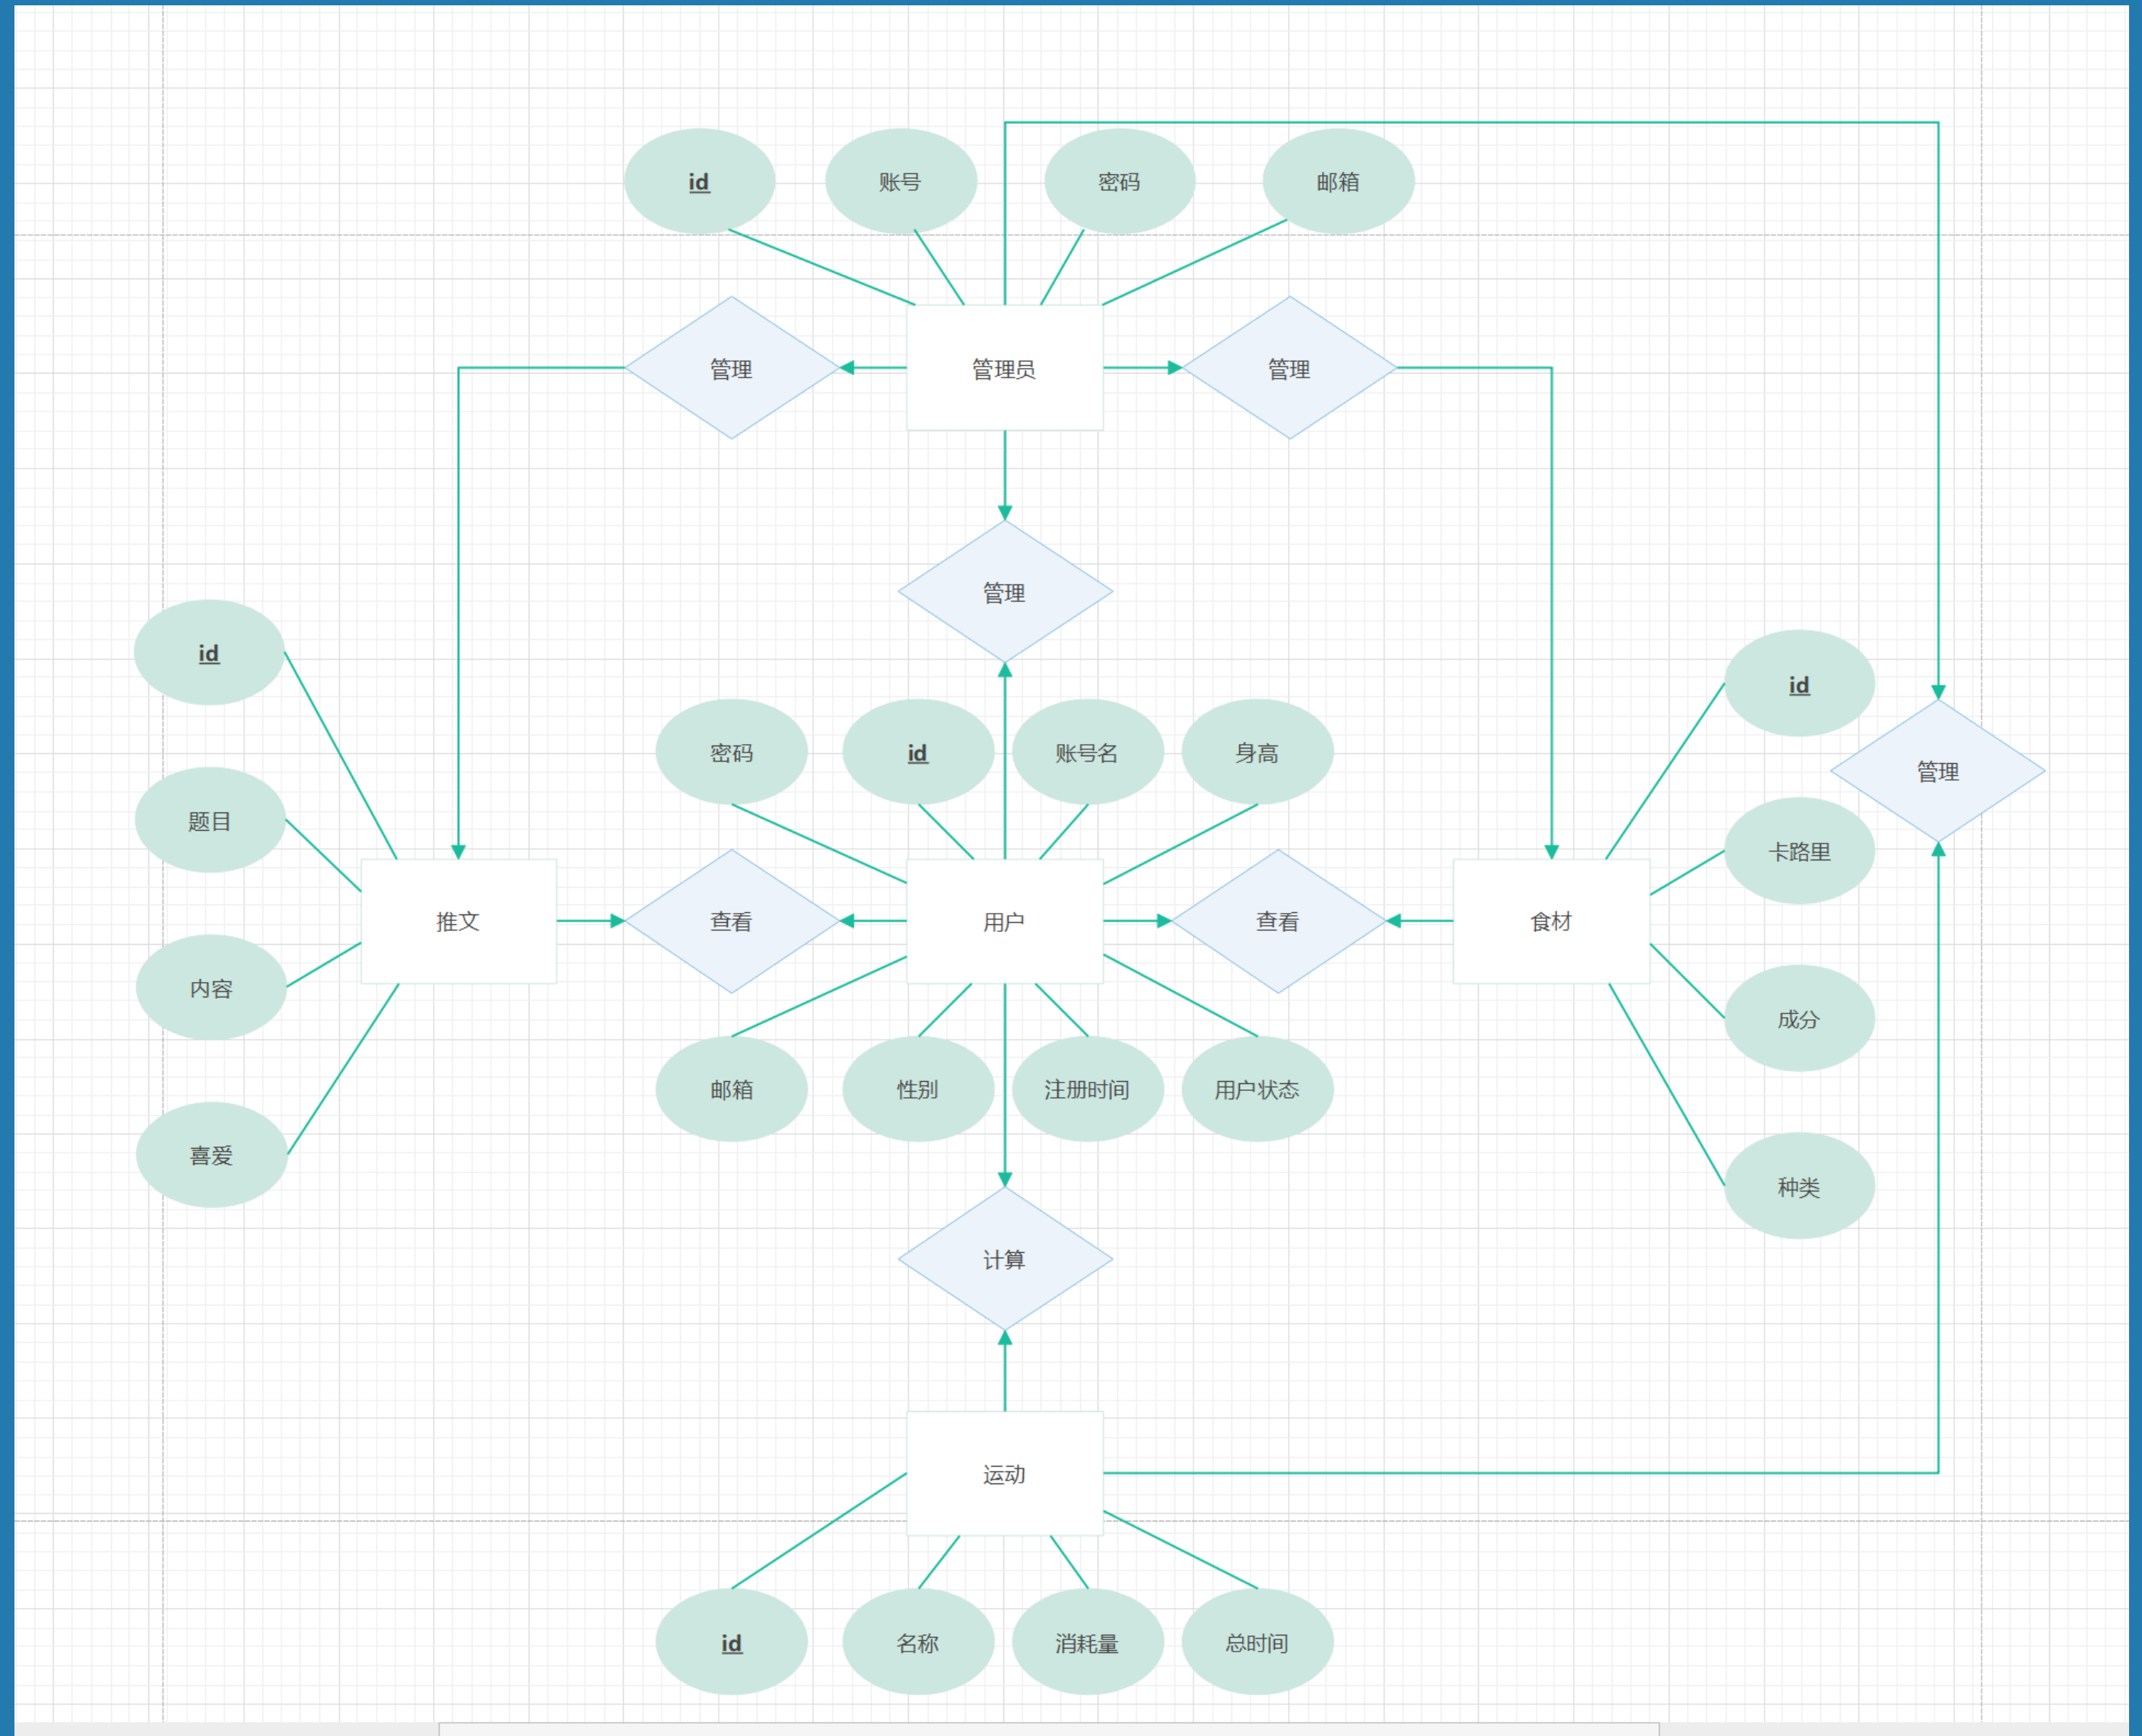 id
账号
密码
邮箱
管理
管理员
管理
管理
id
id
密码
id
账号名
身高
管理
题目
卡路里
推文
查看
用户
查看
食材
内容
成分
邮箱
性别
注册时间
用户状态
喜爱
种类
计算
运动
id
名称
消耗量
总时间